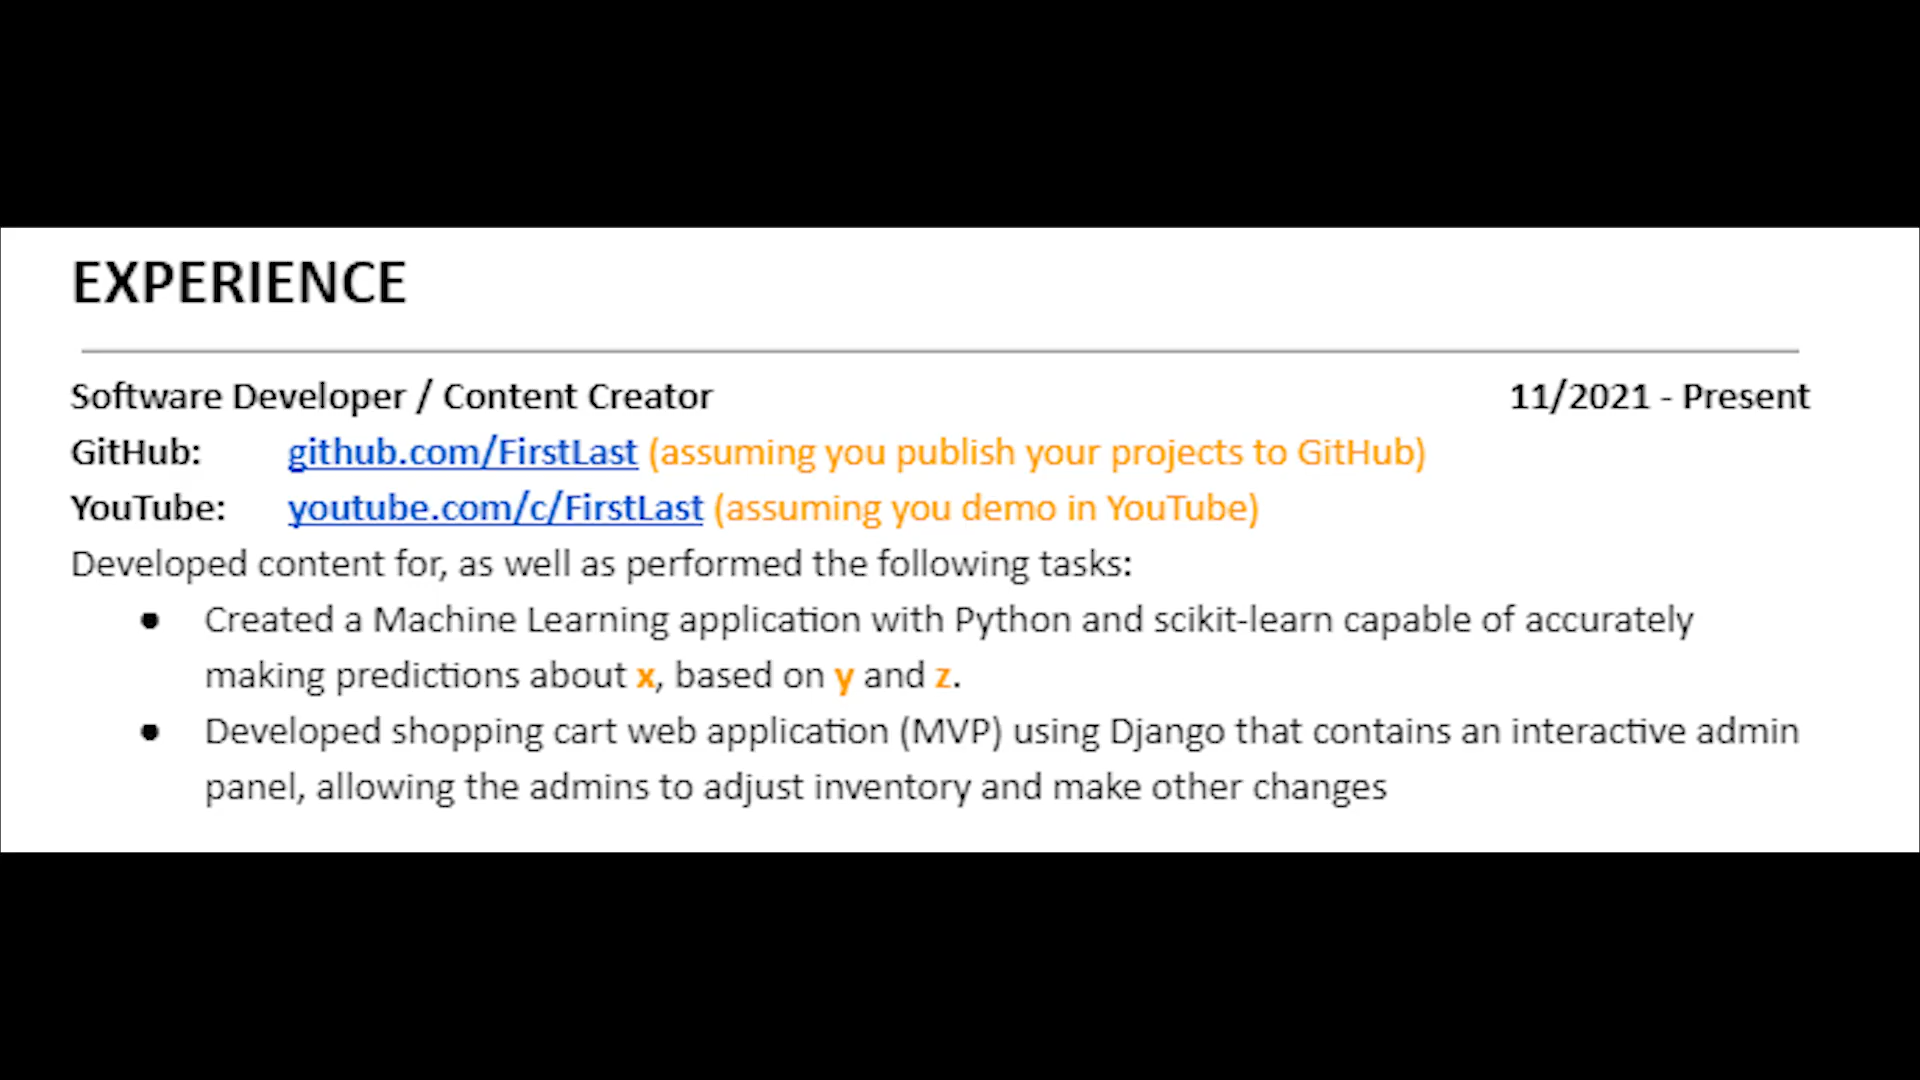 EXPERIENCE
Software Developer / Content Creator 11/2021 - Present
GitHub: github.com/FirstLast (assuming you publish your projects to GitHub)
YouTube: youtube.com/c/FirstLast (assuming you demo in YouTube)
Developed content for, as well as performed the following tasks:
● Created a Machine Learning application with Python and scikit-learn capable of accurately
making predictions about x, based on y and z.
● Developed shopping cart web application (MVP) using Django that contains an interactive admin
panel, allowing the admins to adjust inventory and make other changes